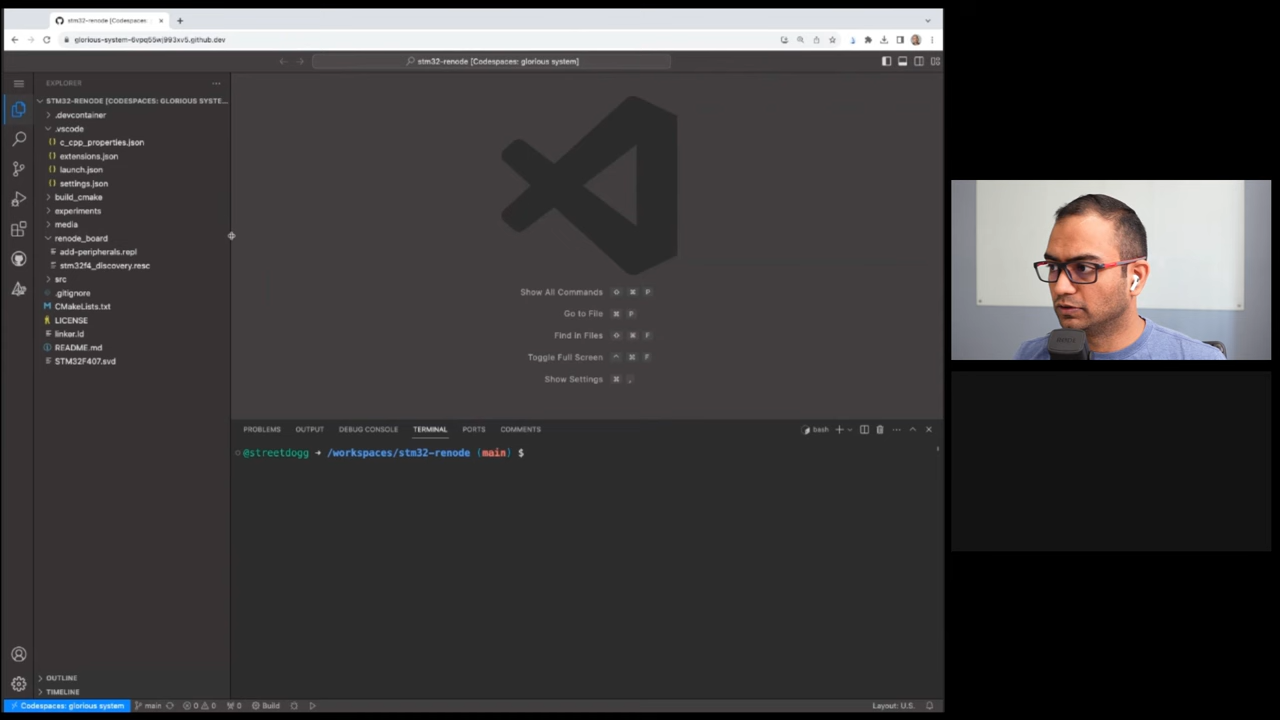 stm32-renode [Codespaces
glorious-system-6vpq55wj993xv5.github.dev
stm32-renode [Codespaces: glorious system]
EXPLORER
STM32-RENODE [CODESPACES: GLORIOUS SYSTE...
.devcontainer
.vscode
c_cpp_properties.json
extensions.json
launch.json
settings.json
build_cmake
experiments
media
renode_board
add-peripherals.repl
stm32f4_discovery.resc
src
.gitignore
CMakeLists.txt
LICENSE
linker.ld
README.md
STM32F407.svd
OUTLINE
TIMELINE
Show All Commands ⇧ ⌘ P
Go to File ⌘ P
Find in Files ⇧ ⌘ F
Toggle Full Screen ⌃ ⌘ F
Show Settings ⌘ ,
PROBLEMS OUTPUT DEBUG CONSOLE TERMINAL PORTS COMMENTS
bash
@streetdogg → /workspaces/stm32-renode (main) $
Codespaces: glorious system main 0 0 0 Build Layout: U.S.